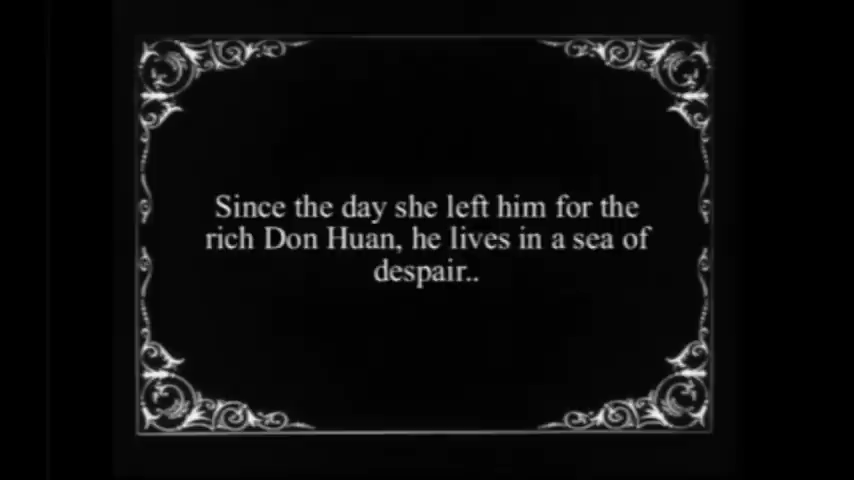 Since the day she left him for the
rich Don Huan, he lives in a sea of
despair..